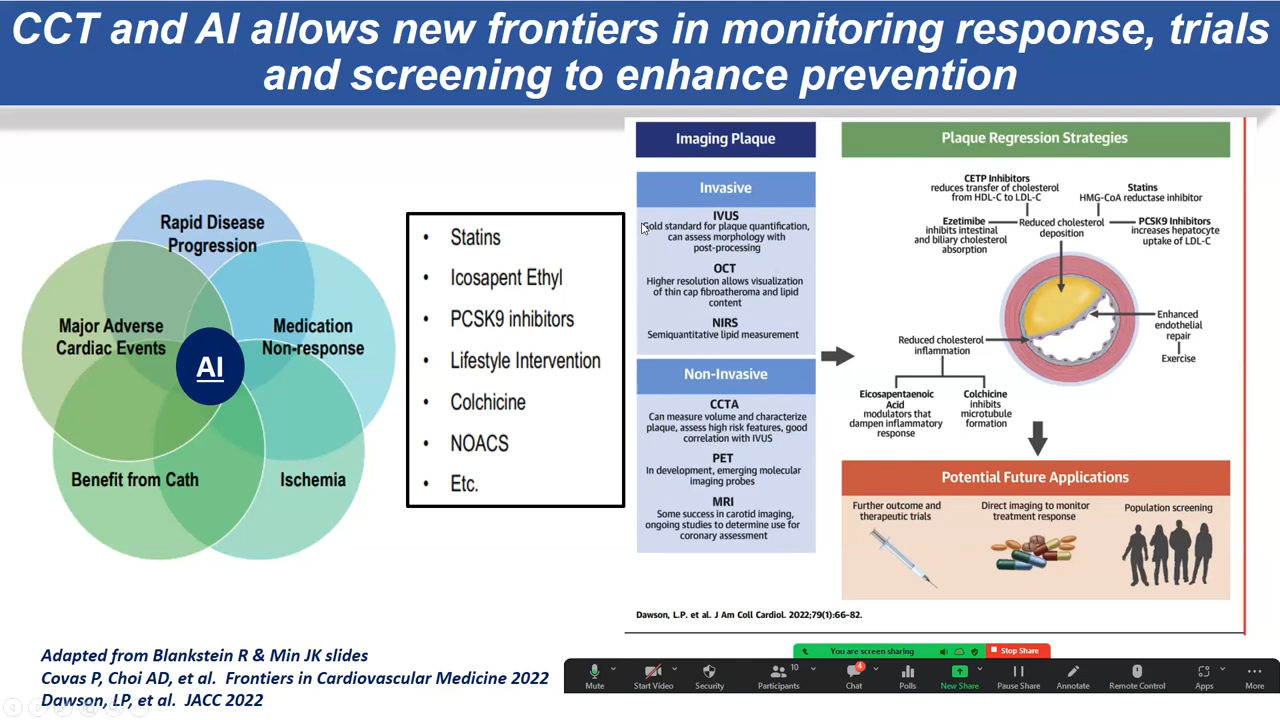 CCT and AI allows new frontiers in monitoring response, trials
and screening to enhance prevention
Rapid Disease
Progression
Major Adverse
Cardiac Events
Medication
Non-response
AI
Benefit from Cath
Ischemia
• Statins
• Icosapent Ethyl
• PCSK9 inhibitors
• Lifestyle Intervention
• Colchicine
• NOACS
• Etc.
Imaging Plaque
Invasive
IVUS
Gold standard for plaque quantification,
can assess morphology with
post-processing
OCT
Higher resolution allows visualization
of thin cap fibroatheroma and lipid
content
NIRS
Semiquantitative lipid measurement
Non-Invasive
CCTA
Can measure volume and characterize
plaque, assess high risk features, good
correlation with IVUS
PET
In development, emerging molecular
imaging probes
MRI
Some success in carotid imaging,
ongoing studies to determine use for
coronary assessment
Plaque Regression Strategies
CETP Inhibitors
reduces transfer of cholesterol
from HDL-C to LDL-C
Statins
HMG-CoA reductase inhibitor
Ezetimibe
inhibits intestinal
and biliary cholesterol
absorption
Reduced cholesterol
deposition
PCSK9 Inhibitors
increases hepatocyte
uptake of LDL-C
Reduced cholesterol
inflammation
Enhanced
endothelial
repair
Exercise
Eicosapentaenoic
Acid
modulators that
dampen inflammatory
response
Colchicine
inhibits
microtubule
formation
Potential Future Applications
Further outcome and
therapeutic trials
Direct imaging to monitor
treatment response
Population screening
Dawson, L.P. et al. J Am Coll Cardiol. 2022;79(1):66-82.
Adapted from Blankstein R & Min JK slides
Covas P, Choi AD, et al. Frontiers in Cardiovascular Medicine 2022
Dawson, LP, et al. JACC 2022
You are screen sharing
Stop Share
Mute
Start Video
Security
10
Participants
4
Chat
Polls
New Share
Pause Share
Annotate
Remote Control
Apps
More